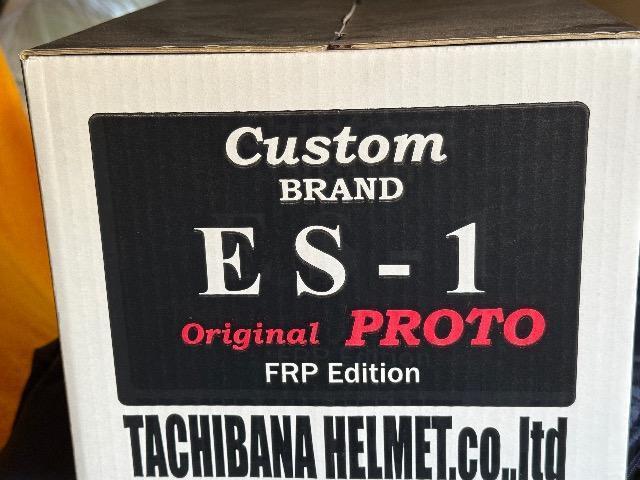 Custom
BRAND
ES-1
Original PROTO
FRP Edition
TACHIBANA HELMET.co.,ltd